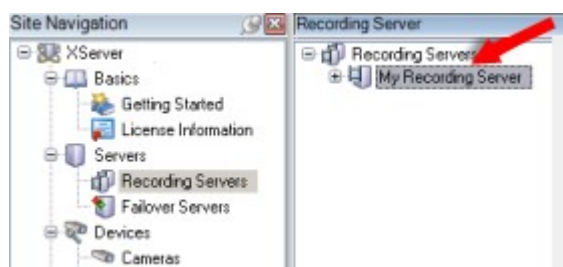 Site Navigation
XServer
Basics
Getting Started
License Information
Servers
Recording Servers
Failover Servers
Devices
Cameras
Recording Server
Recording Servers
My Recording Server